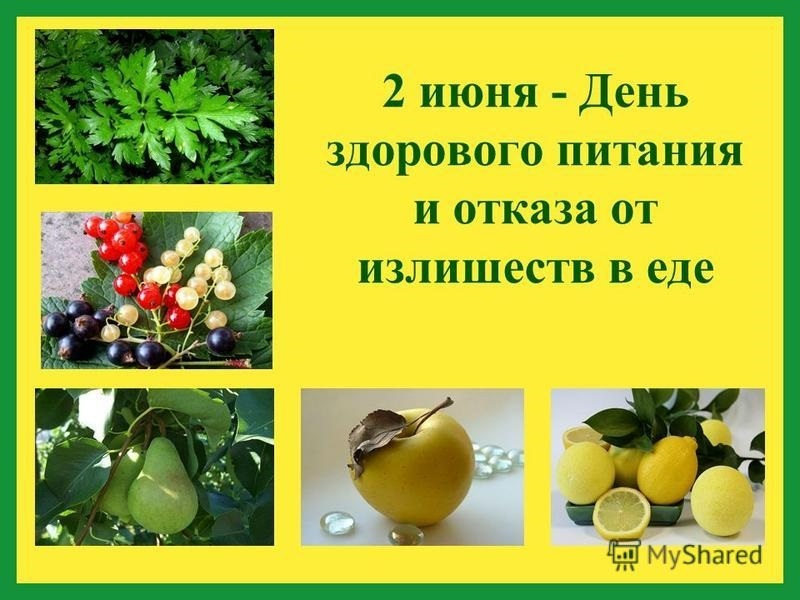 2 июня - День
здорового питания
и отказа от
излишеств в еде
MyShared